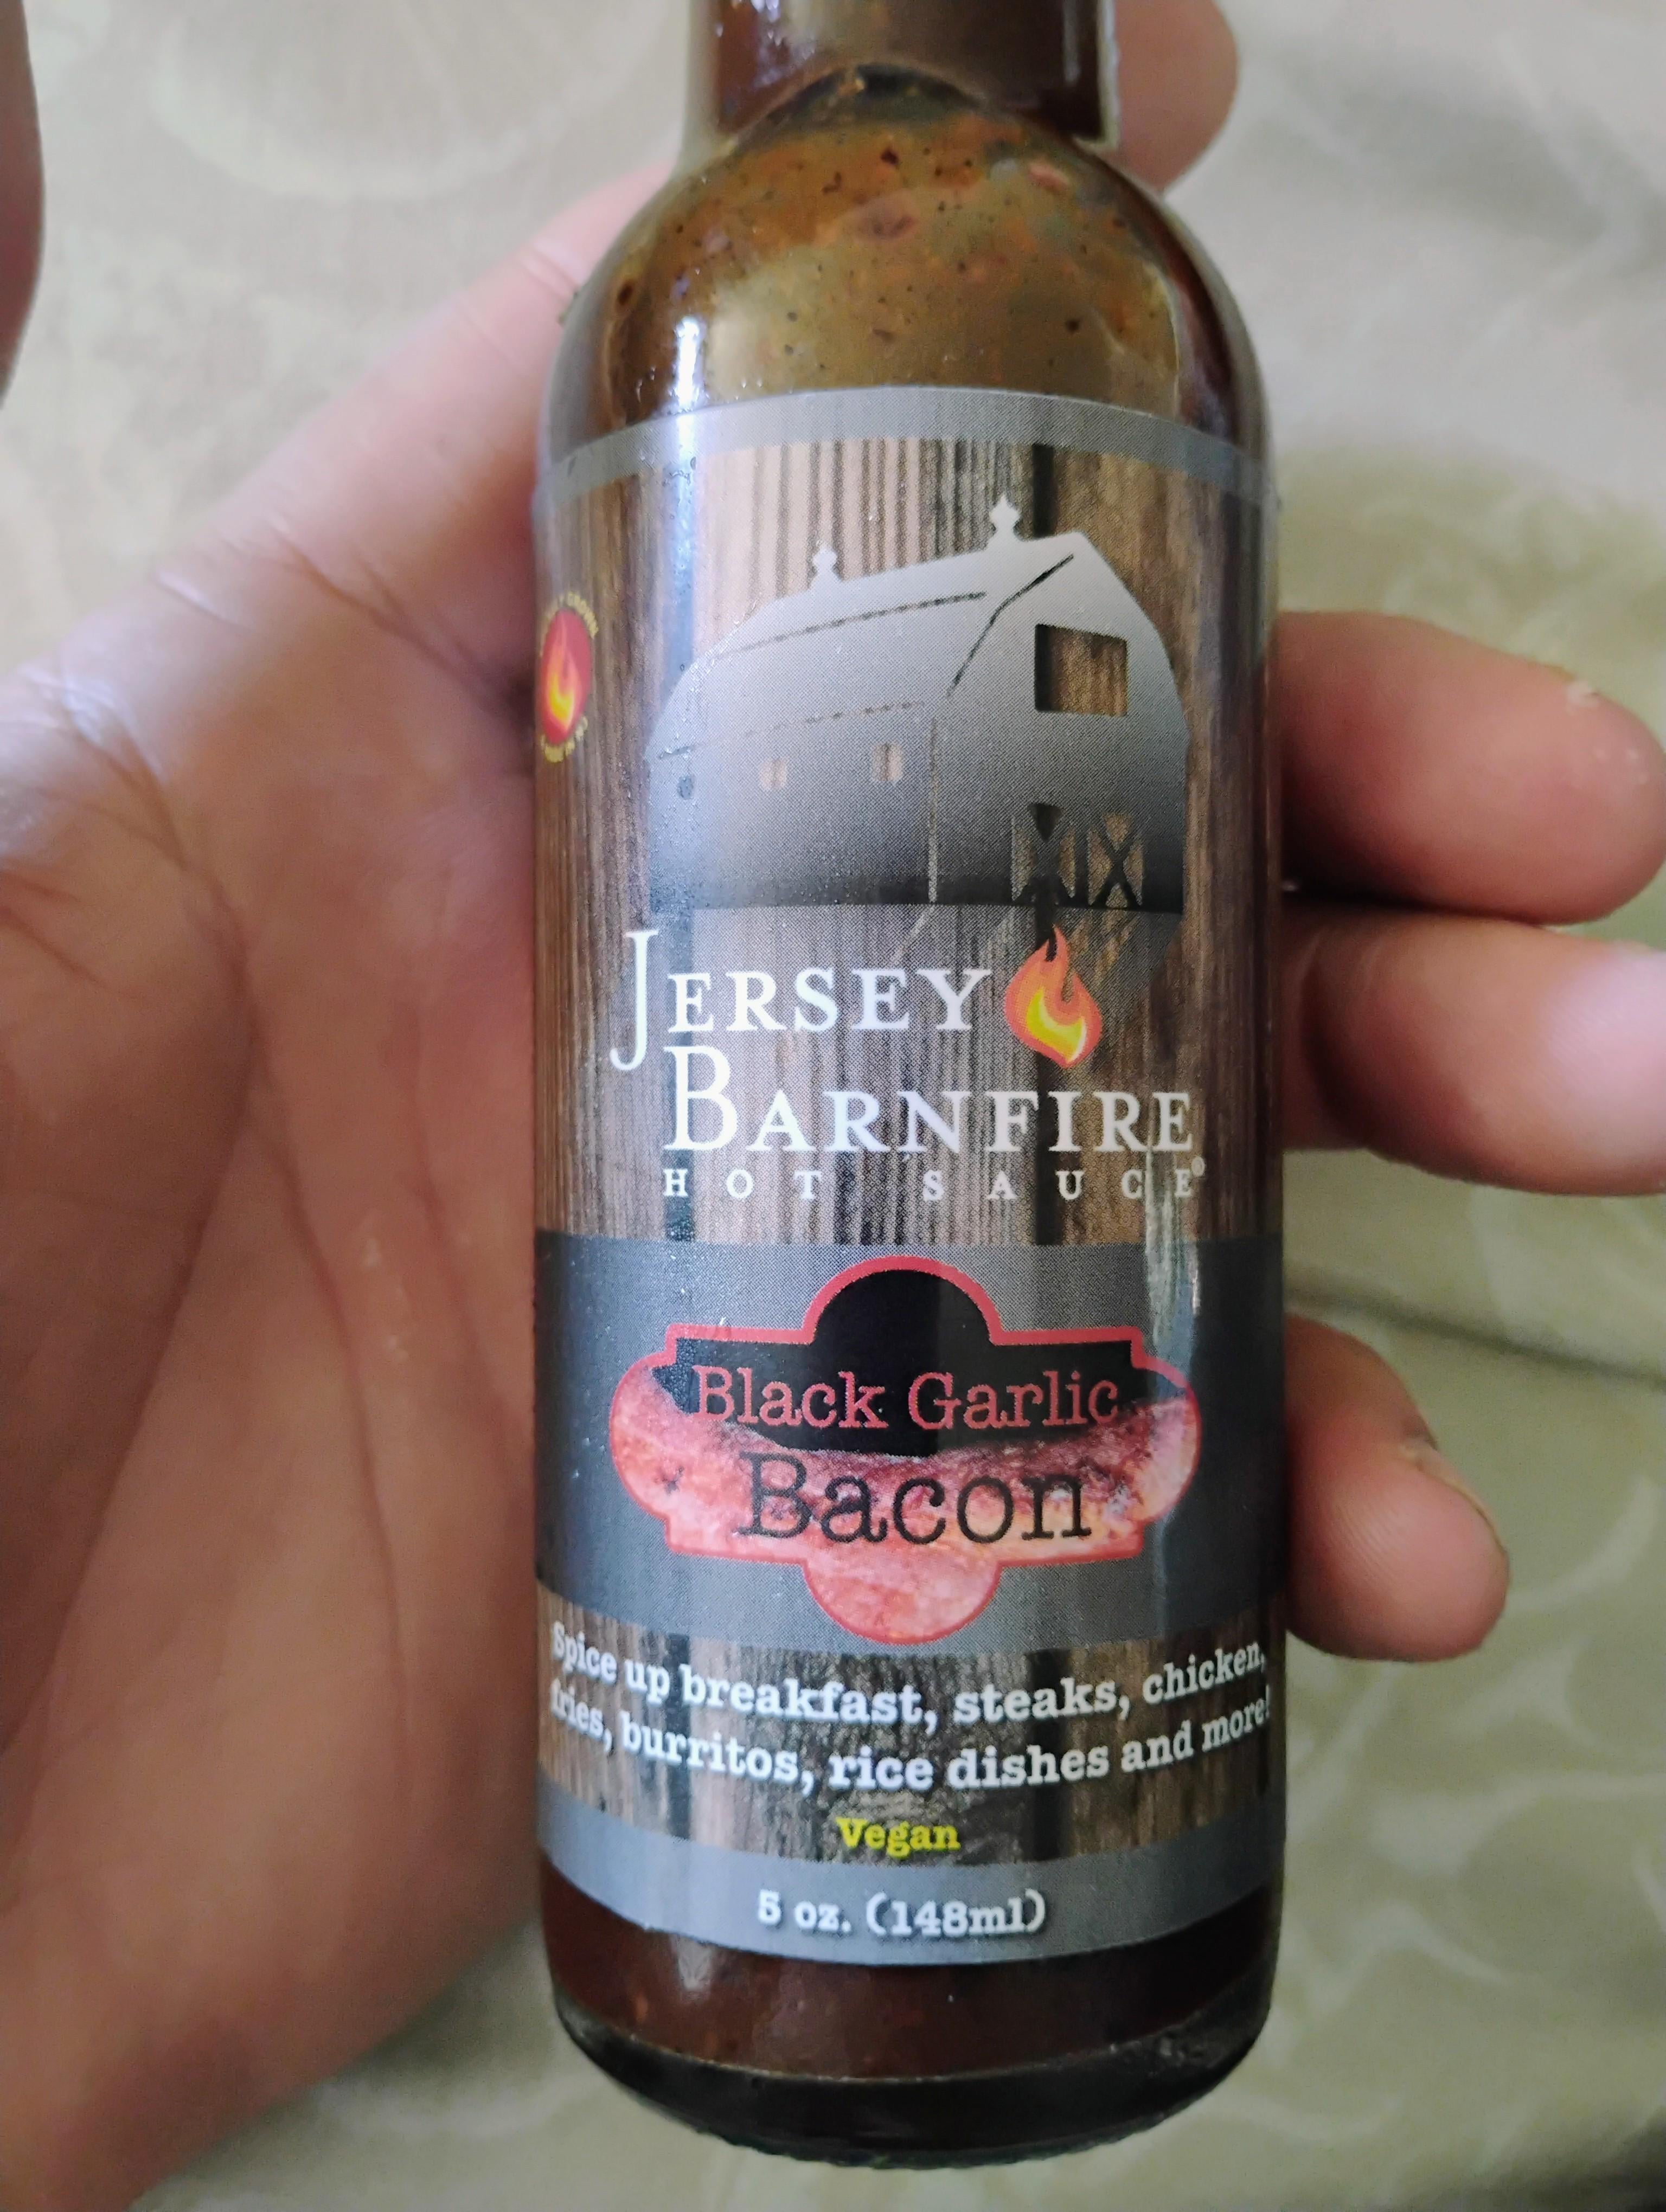 JERSEY
BARNFIRE
HOT SAUCE®
Black Garlic
Bacon
Spice up breakfast, steaks, chicken,
fries, burritos, rice dishes and more!
Vegan
5 oz. (148ml)